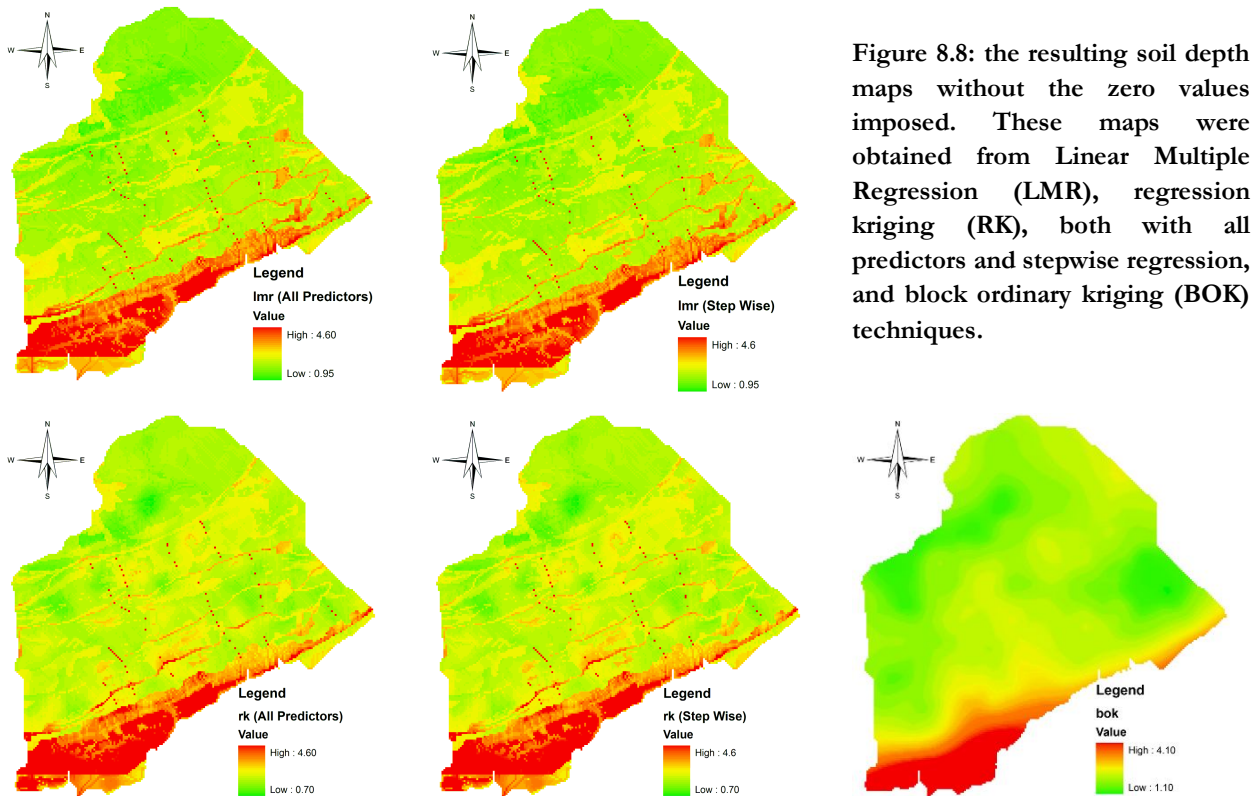 N
W E
S
Legend
lmr (All Predictors)
Value
High : 4.60
Low : 0.95
N
W E
S
Legend
lmr (Step Wise)
Value
High : 4.6
Low : 0.95
Figure 8.8: the resulting soil depth
maps without the zero values
imposed. These maps were
obtained from Linear Multiple
Regression (LMR), regression
kriging (RK), both with all
predictors and stepwise regression,
and block ordinary kriging (BOK)
techniques.
N
W E
S
Legend
rk (All Predictors)
Value
High : 4.60
Low : 0.70
N
W E
S
Legend
rk (Step Wise)
Value
High : 4.6
Low : 0.70
N
W E
S
Legend
bok
Value
High : 4.10
Low : 1.10